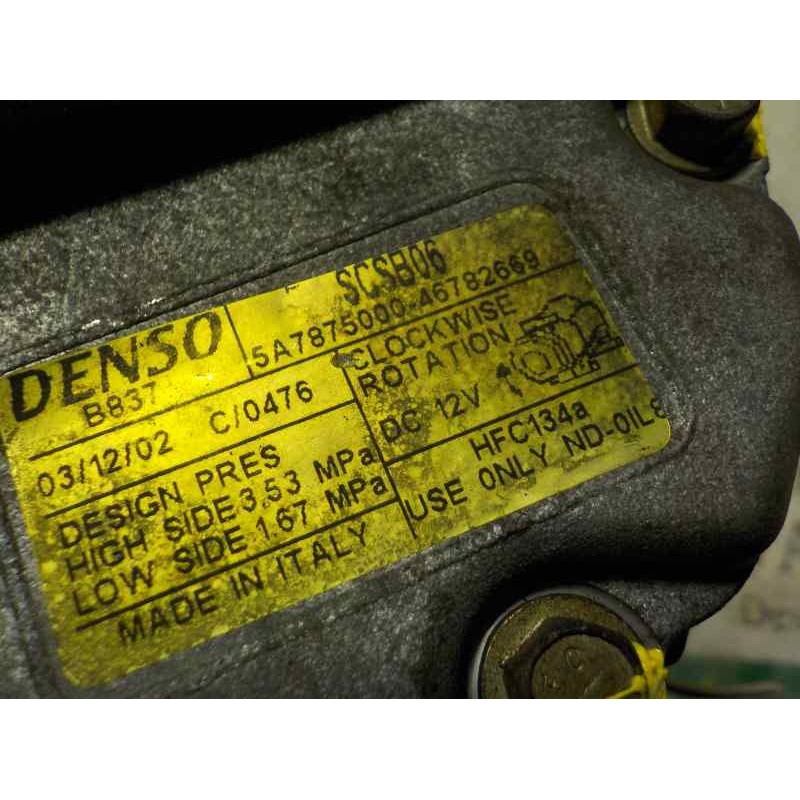 SCSB06
DENSO
5A7875000 46782669
B837
CLOCKWISE
ROTATION
03/12/02 C/0476
DC 12V
DESIGN PRES
HIGH SIDE 3.53 MPa
LOW SIDE 1.67 MPa
HFC134a
USE ONLY ND-OIL8
MADE IN ITALY